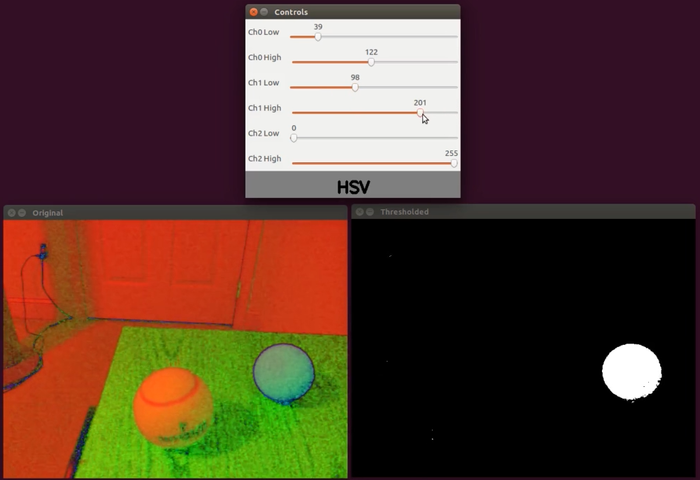 Controls
39
Ch0 Low
122
Ch0 High
98
Ch1 Low
201
Ch1 High
0
Ch2 Low
255
Ch2 High
HSV
Original
Thresholded